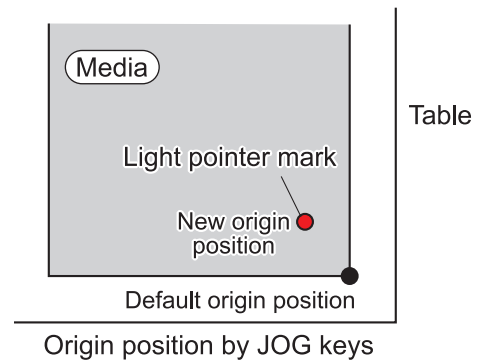 Media
Table
Light pointer mark
New origin
position
Default origin position
Origin position by JOG keys